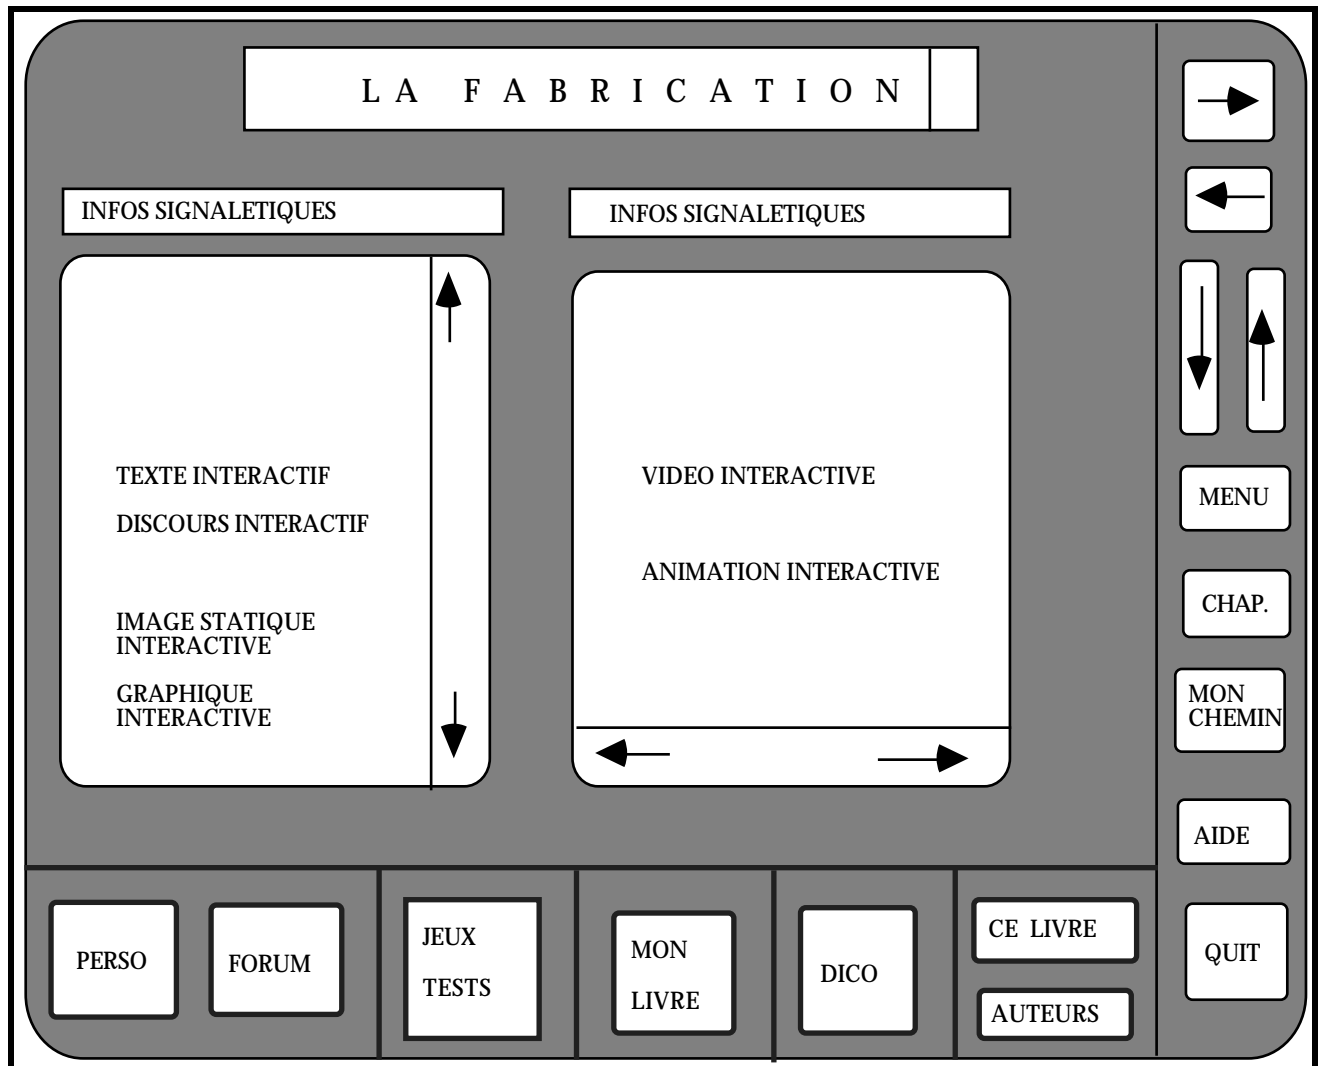 LA FABRICATION
INFOS SIGNALETIQUES
INFOS SIGNALETIQUES
TEXTE INTERACTIF
DISCOURS INTERACTIF
IMAGE STATIQUE
INTERACTIVE
GRAPHIQUE
INTERACTIVE
VIDEO INTERACTIVE
ANIMATION INTERACTIVE
MENU
CHAP.
MON
CHEMIN
AIDE
QUIT
PERSO
FORUM
JEUX
TESTS
MON
LIVRE
DICO
CE LIVRE
AUTEURS